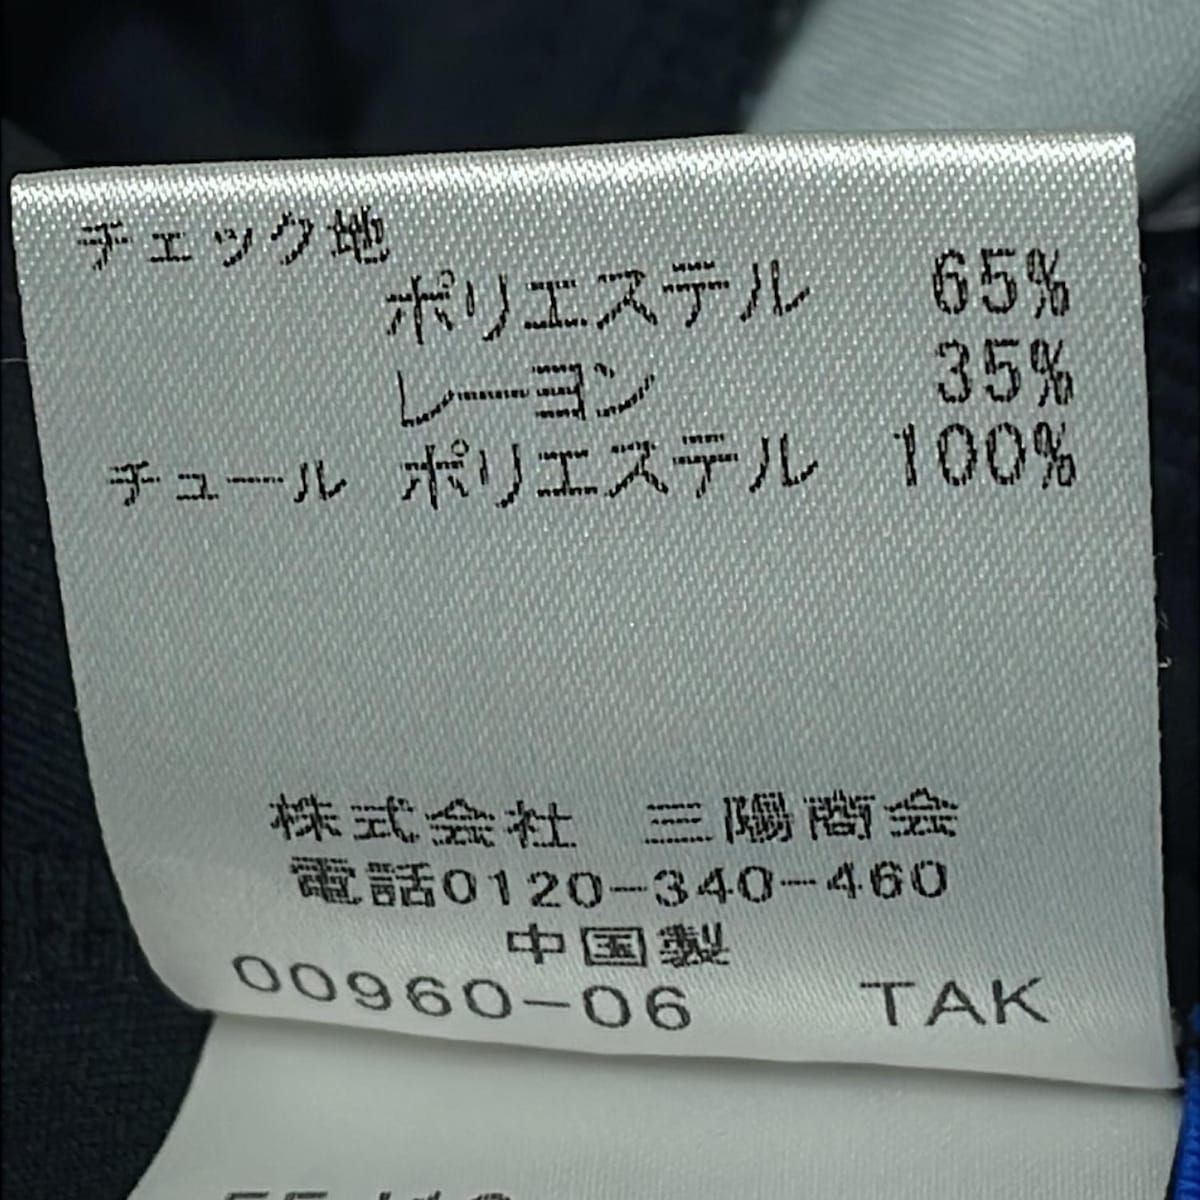 チェック地
ポリエステル 65%
レーヨン 35%
チュール ポリエステル 100%
株式会社 三陽商会
電話0120-340-460
中国製
00960-06 TAK